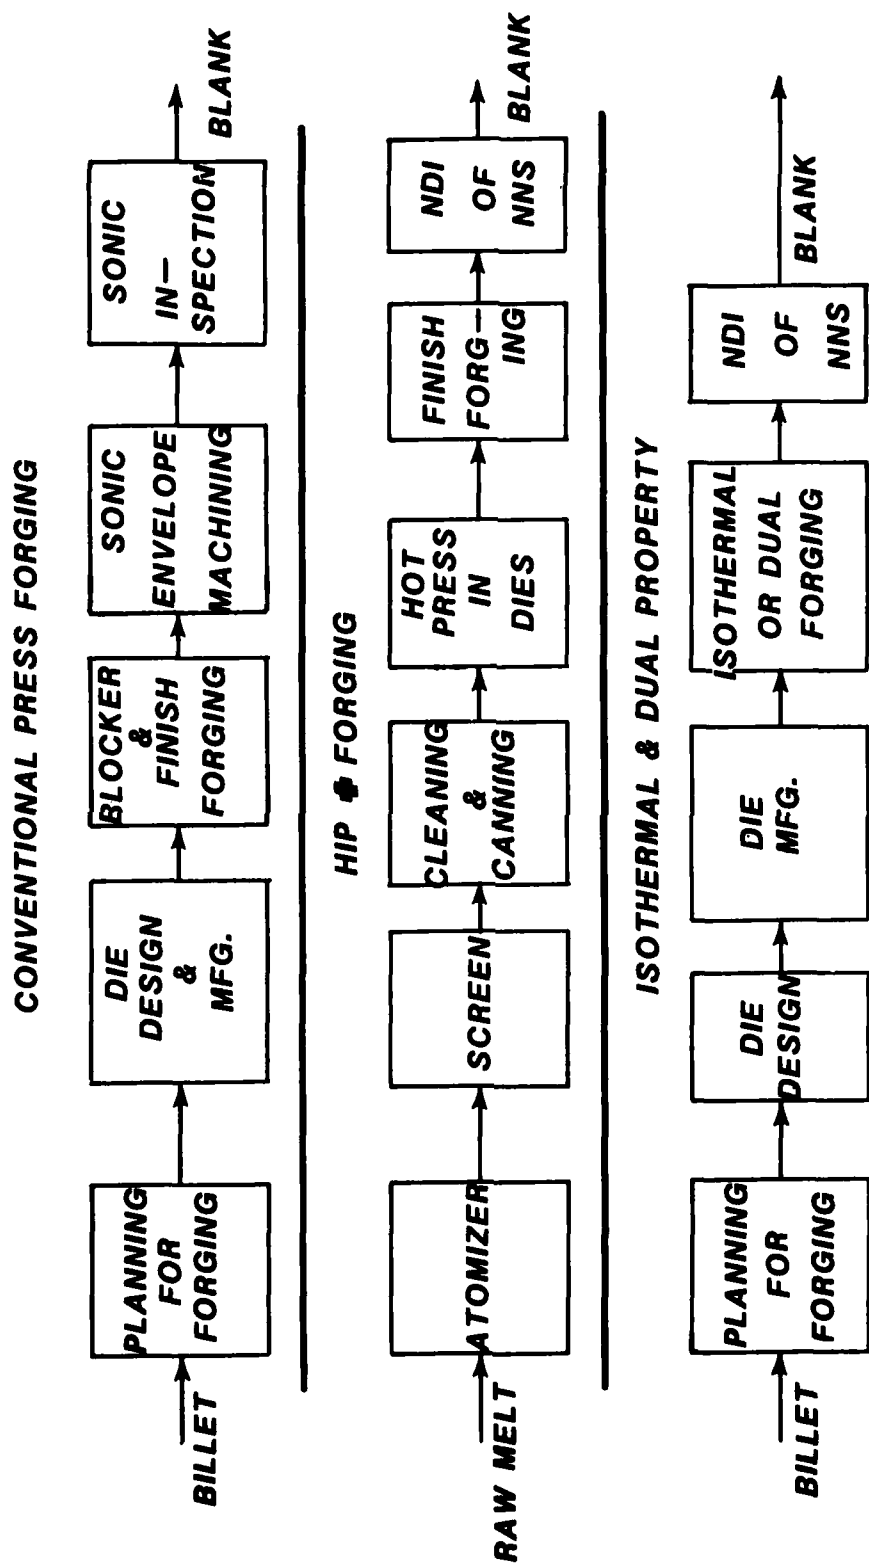 CONVENTIONAL PRESS FORGING
BILLET
PLANNING
FOR
FORGING
DIE
DESIGN
&
MFG.
BLOCKER
&
FINISH
FORGING
SONIC
ENVELOPE
MACHINING
SONIC
IN-
SPECTION
BLANK
HIP & FORGING
RAW MELT
ATOMIZER
SCREEN
CLEANING
&
CANNING
HOT
PRESS
IN
DIES
FINISH
FORG-
ING
NDI
OF
NNS
BLANK
ISOTHERMAL & DUAL PROPERTY
BILLET
PLANNING
FOR
FORGING
DIE
DESIGN
DIE
MFG.
ISOTHERMAL
OR DUAL
FORGING
NDI
OF
NNS
BLANK